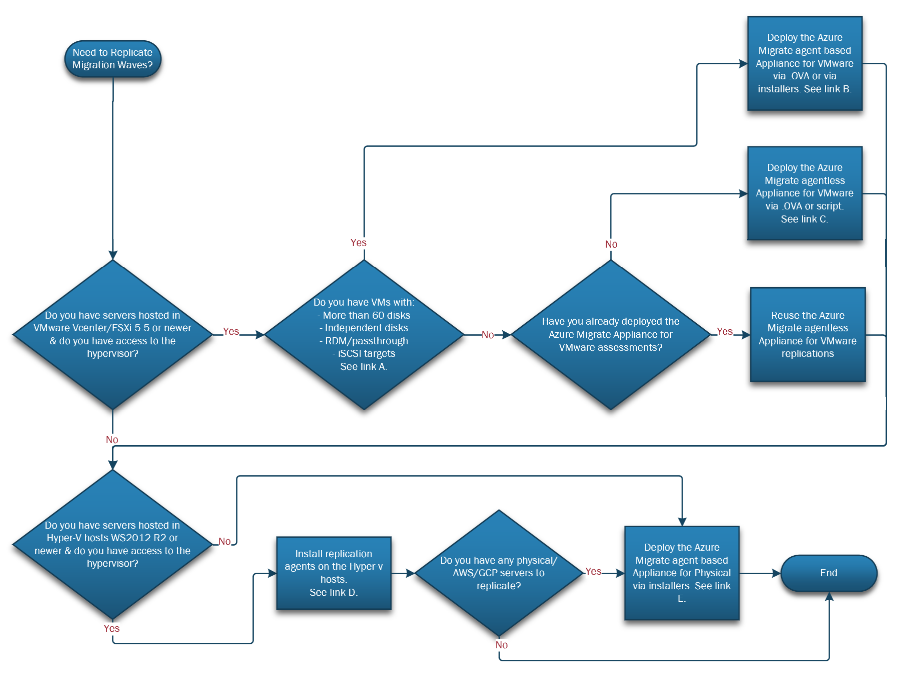 Need to Replicate
Migration Waves?
Deploy the Azure
Migrate agent based
Appliance for VMware
via .OVA or via
installers. See link B.
Deploy the Azure
Migrate agentless
Appliance for VMware
via .OVA or script.
See link C.
Yes
No
Do you have servers hosted in
VMware Vcenter/ESXi 5.5 or newer
& do you have access to the
hypervisor?
Yes
Do you have VMs with:
- More than 60 disks
- Independent disks
- RDM/passthrough
- iSCSI targets
See link A.
No
Have you already deployed the
Azure Migrate Appliance for
VMware assessments?
Yes
Reuse the Azure
Migrate agentless
Appliance for VMware
replications
No
Do you have servers hosted in
Hyper-V hosts WS2012 R2 or
newer & do you have access to the
hypervisor?
No
Yes
Install replication
agents on the Hyper v
hosts.
See link D.
Do you have any physical/
AWS/GCP servers to
replicate?
Yes
No
Deploy the Azure
Migrate agent based
Appliance for Physical
via installers. See link
E.
End